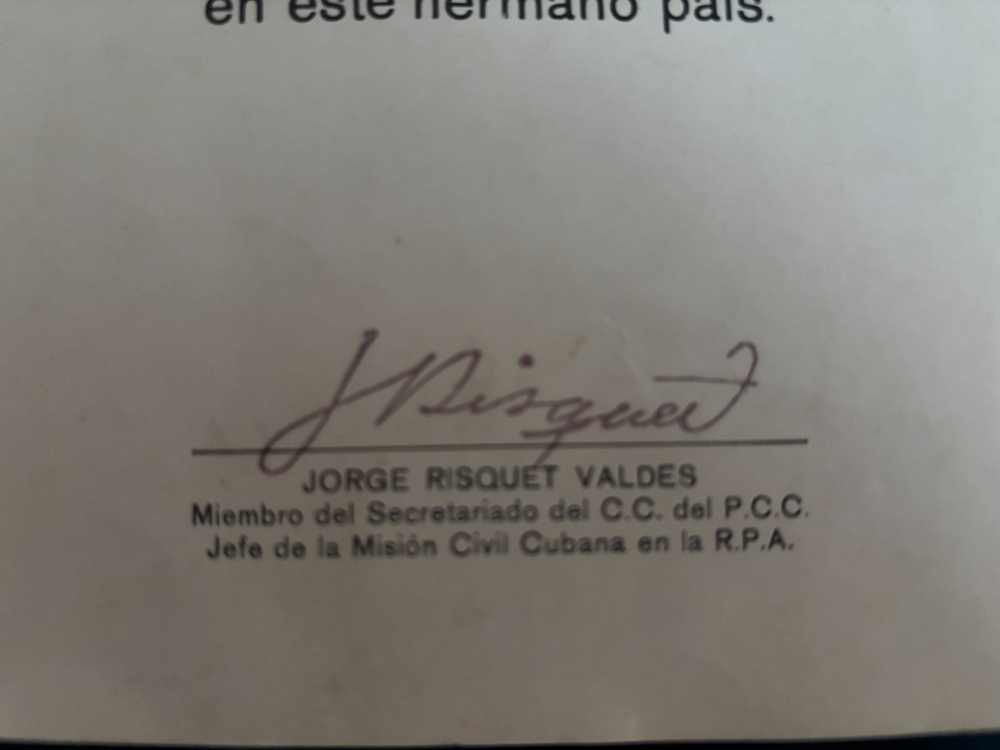 en este hermano país.
J Risquet
JORGE RISQUET VALDES
Miembro del Secretariado del C.C. del P.C.C.
Jefe de la Misión Civil Cubana en la R.P.A.